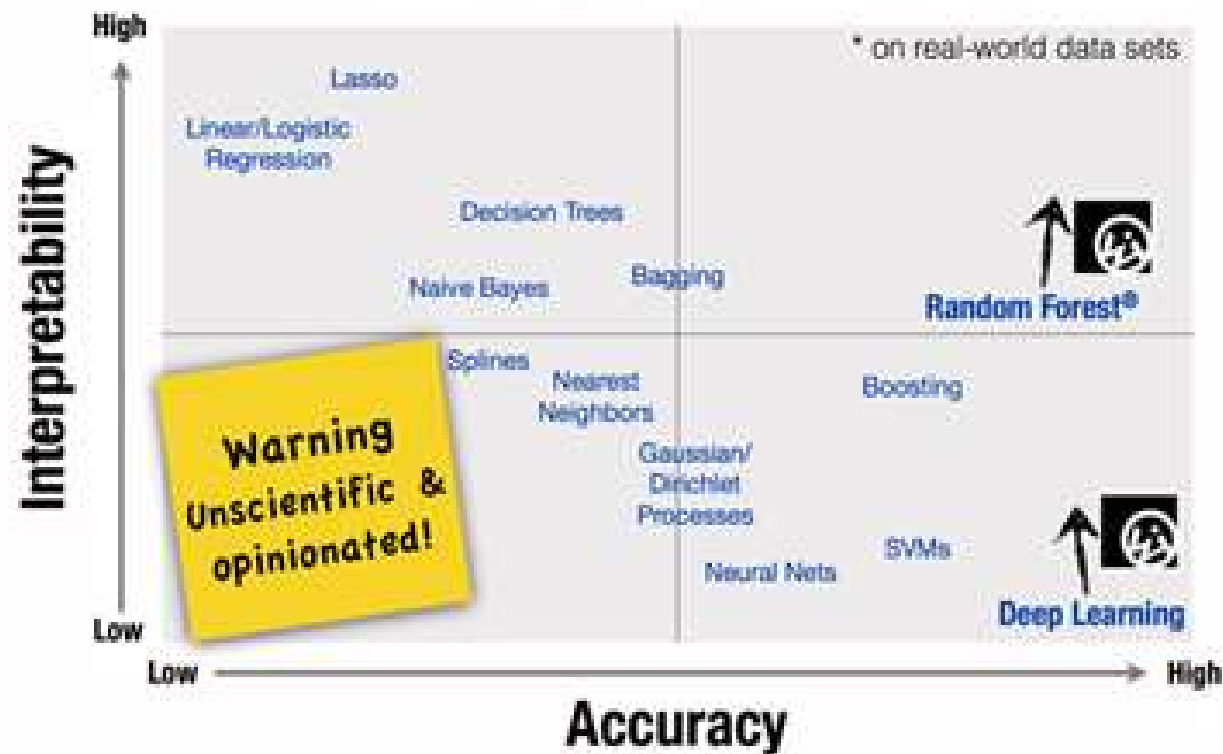 High
* on real-world data sets
Lasso
Linear/Logistic
Regression
Decision Trees
Naive Bayes
Bagging
Random Forest®
Interpretability
Splines
Nearest
Neighbors
Boosting
Warning
Unscientific &
opinionated!
Gaussian/
Dirichlet
Processes
SVMs
Neural Nets
Deep Learning
Low
Low
High
Accuracy